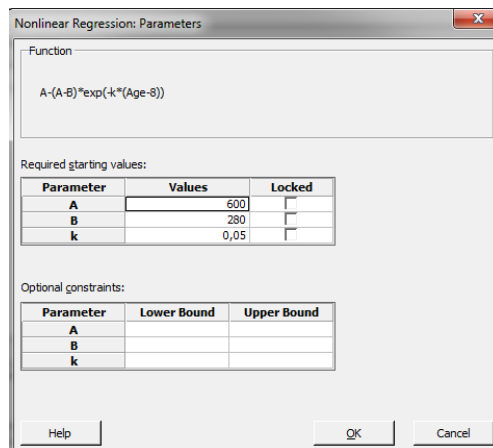 Nonlinear Regression: Parameters
Function
A-(A-B)*exp(-k*(Age-8))
Required starting values:
Parameter Values Locked
A 600
B 280
k 0,05
Optional constraints:
Parameter Lower Bound Upper Bound
A
B
k
Help OK Cancel